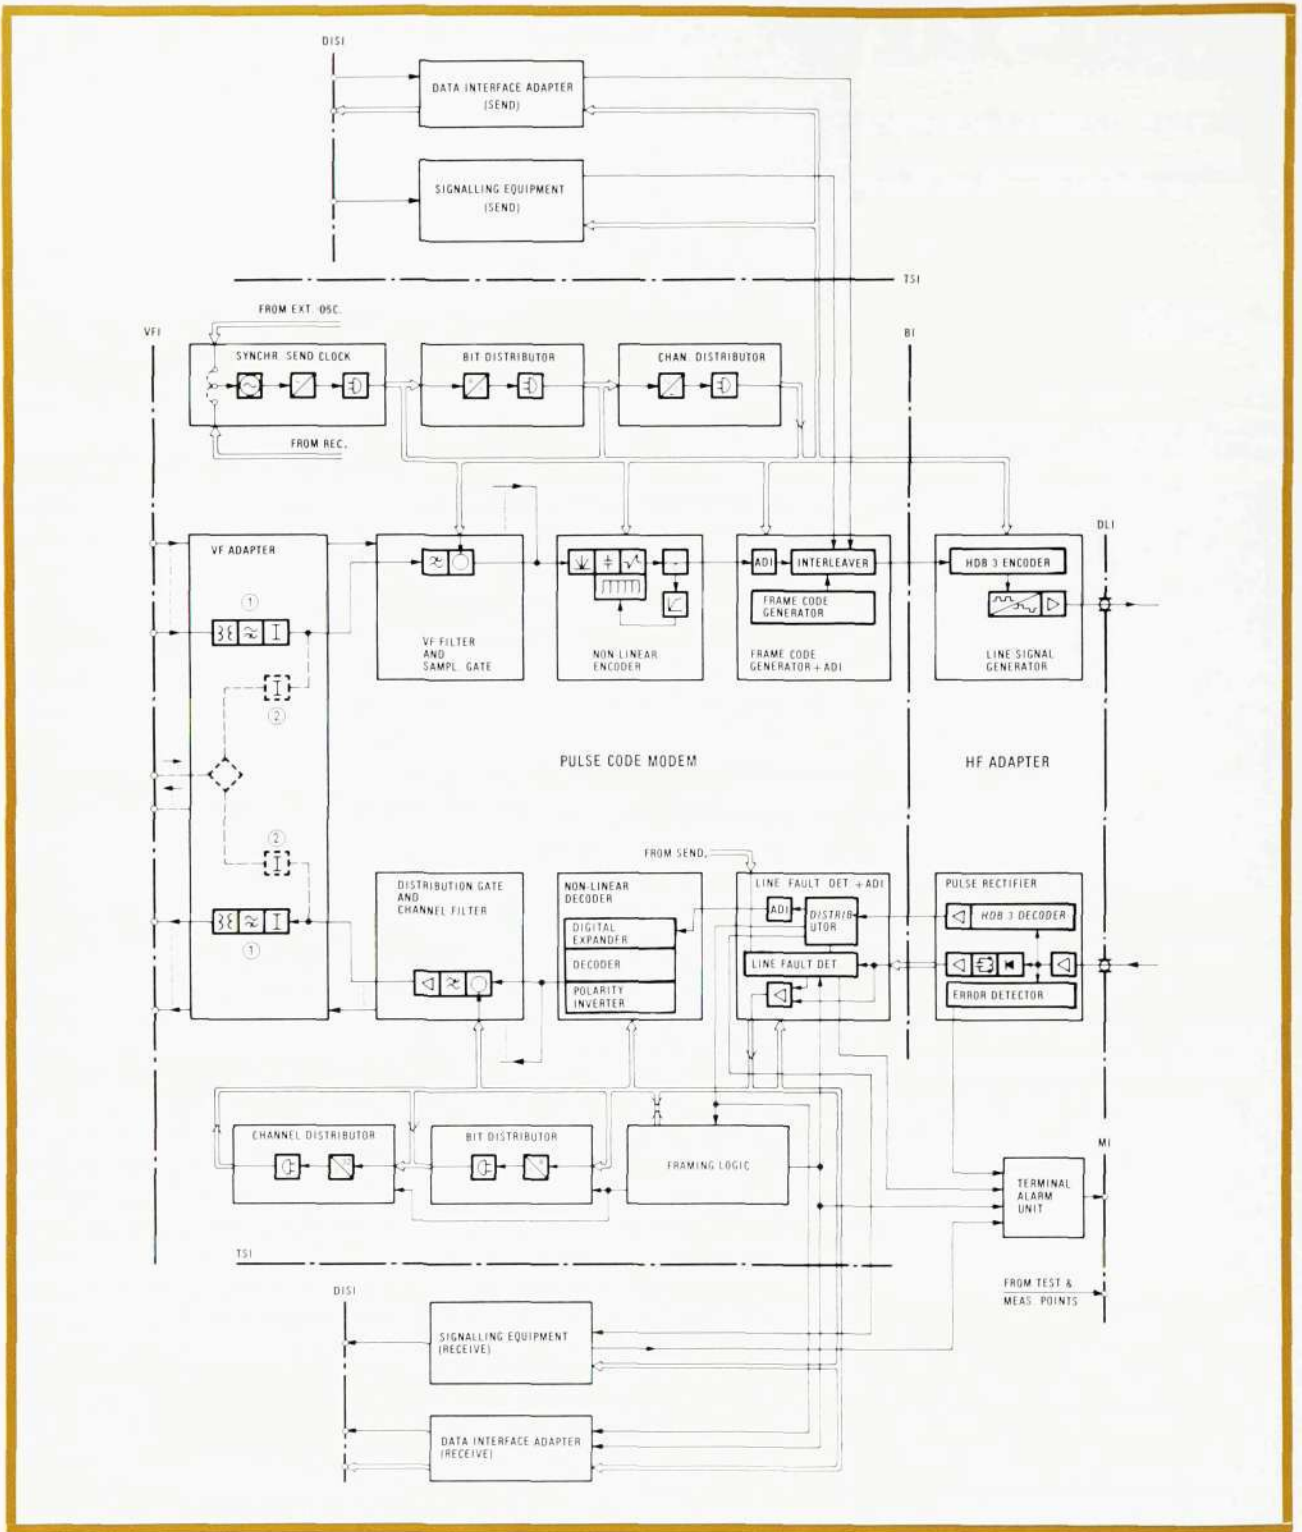 DISI
DATA INTERFACE ADAPTER
(SEND)
SIGNALLING EQUIPMENT
(SEND)
TSI
FROM EXT. OSC.
VFI
BI
SYNCHR. SEND CLOCK
BIT DISTRIBUTOR
CHAN. DISTRIBUTOR
FROM REC.
DLI
VF ADAPTER
1
2
VF FILTER
AND
SAMPL. GATE
NON-LINEAR
ENCODER
ADI
INTERLEAVER
FRAME CODE
GENERATOR
FRAME CODE
GENERATOR + ADI
HDB 3 ENCODER
LINE SIGNAL
GENERATOR
PULSE CODE MODEM
HF ADAPTER
2
1
FROM SEND.
DISTRIBUTION GATE
AND
CHANNEL FILTER
NON-LINEAR
DECODER
DIGITAL
EXPANDER
DECODER
POLARITY
INVERTER
LINE FAULT DET. + ADI
ADI
DISTRIB-
UTOR
LINE FAULT DET
PULSE RECTIFIER
HDB 3 DECODER
ERROR DETECTOR
CHANNEL DISTRIBUTOR
BIT DISTRIBUTOR
FRAMING LOGIC
MI
TERMINAL
ALARM
UNIT
TSI
DISI
FROM TEST &
MEAS. POINTS
SIGNALLING EQUIPMENT
(RECEIVE)
DATA INTERFACE ADAPTER
(RECEIVE)